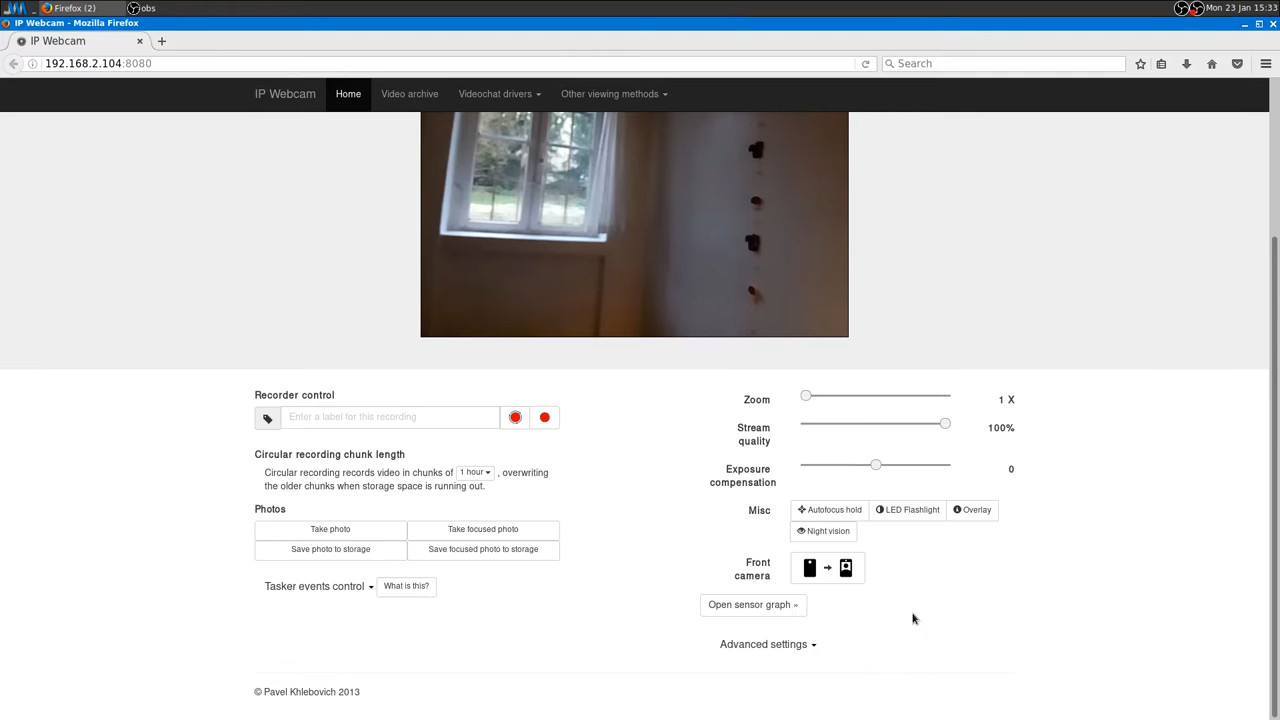 Firefox (2)
obs
Mon 23 Jan 15:33
IP Webcam - Mozilla Firefox
IP Webcam
192.168.2.104:8080
Search
IP Webcam
Home
Video archive
Videochat drivers
Other viewing methods
Recorder control
Enter a label for this recording
Circular recording chunk length
Circular recording records video in chunks of 1 hour , overwriting
the older chunks when storage space is running out.
Photos
Take photo
Take focused photo
Save photo to storage
Save focused photo to storage
Tasker events control
What is this?
Zoom
1 X
Stream
quality
100%
Exposure
compensation
0
Misc
Autofocus hold
LED Flashlight
Overlay
Night vision
Front
camera
Open sensor graph »
Advanced settings
© Pavel Khlebovich 2013